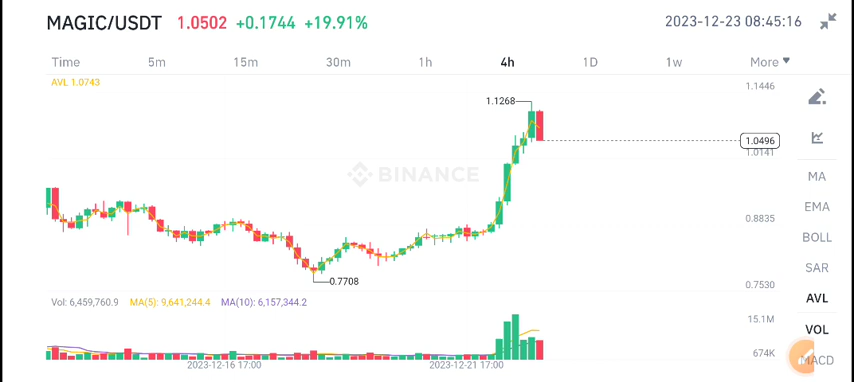 MAGIC/USDT 1.0502 +0.1744 +19.91% 2023-12-23 08:45:16
Time 5m 15m 30m 1h 4h 1D 1w More
AVL 1.0743
1.1446
1.1268
1.0496
1.0141
BINANCE
MA
EMA
0.8835
BOLL
SAR
0.7708
0.7530
AVL
Vol: 6,459,760.9 MA(5): 9,641,244.4 MA(10): 6,157,344.2
15.1M
VOL
674K
MACD
2023-12-16 17:00 2023-12-21 17:00